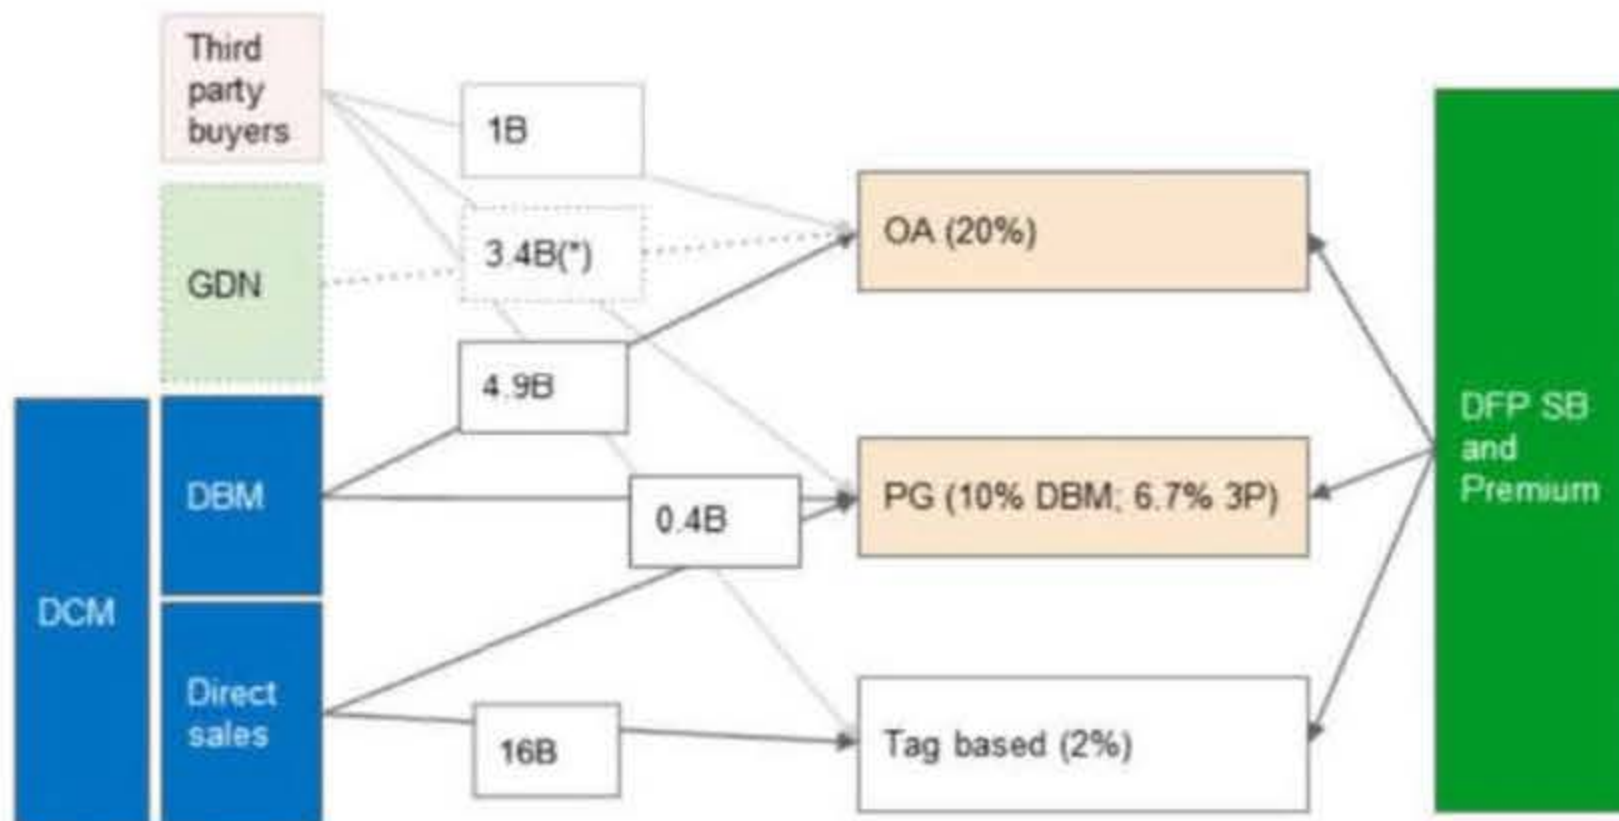 Third
party
buyers
1B
OA (20%)
3.4B(*)
GDN
4.9B
DFP SB
and
Premium
DBM
PG (10% DBM; 6.7% 3P)
0.4B
DCM
Direct
sales
16B
Tag based (2%)